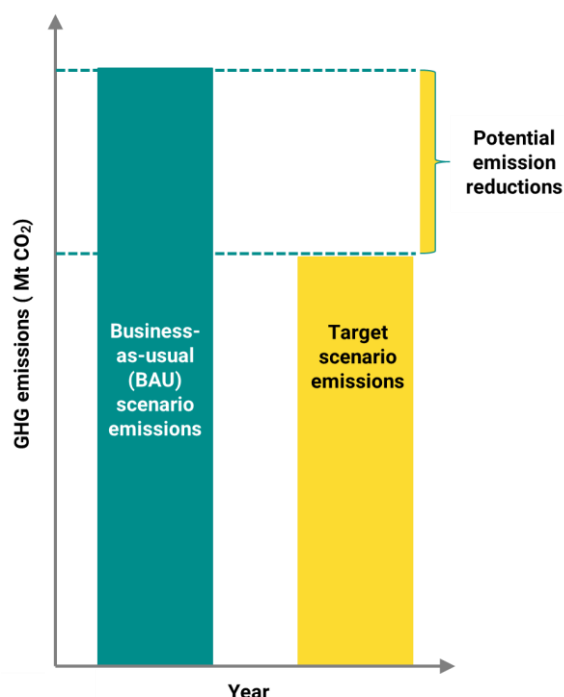 Potential
emission
reductions
GHG emissions ( Mt CO₂)
Business-
as-usual
(BAU)
scenario
emissions
Target
scenario
emissions
Year